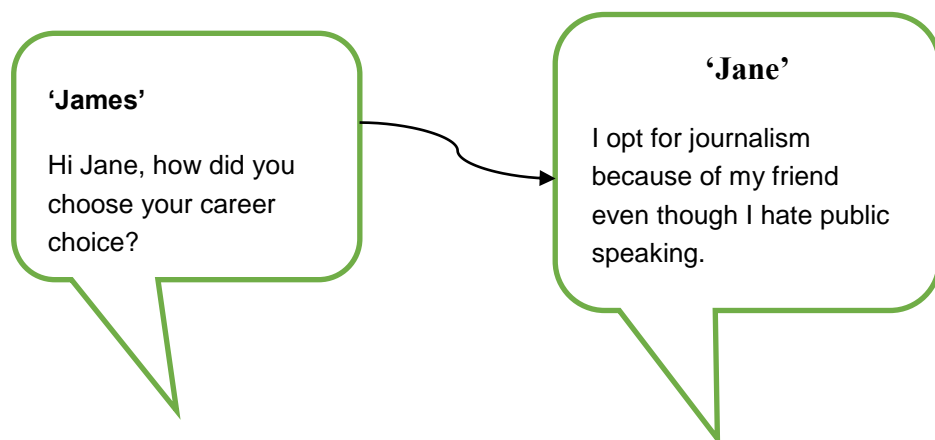 ‘James’
Hi Jane, how did you
choose your career
choice?
‘Jane’
I opt for journalism
because of my friend
even though I hate public
speaking.